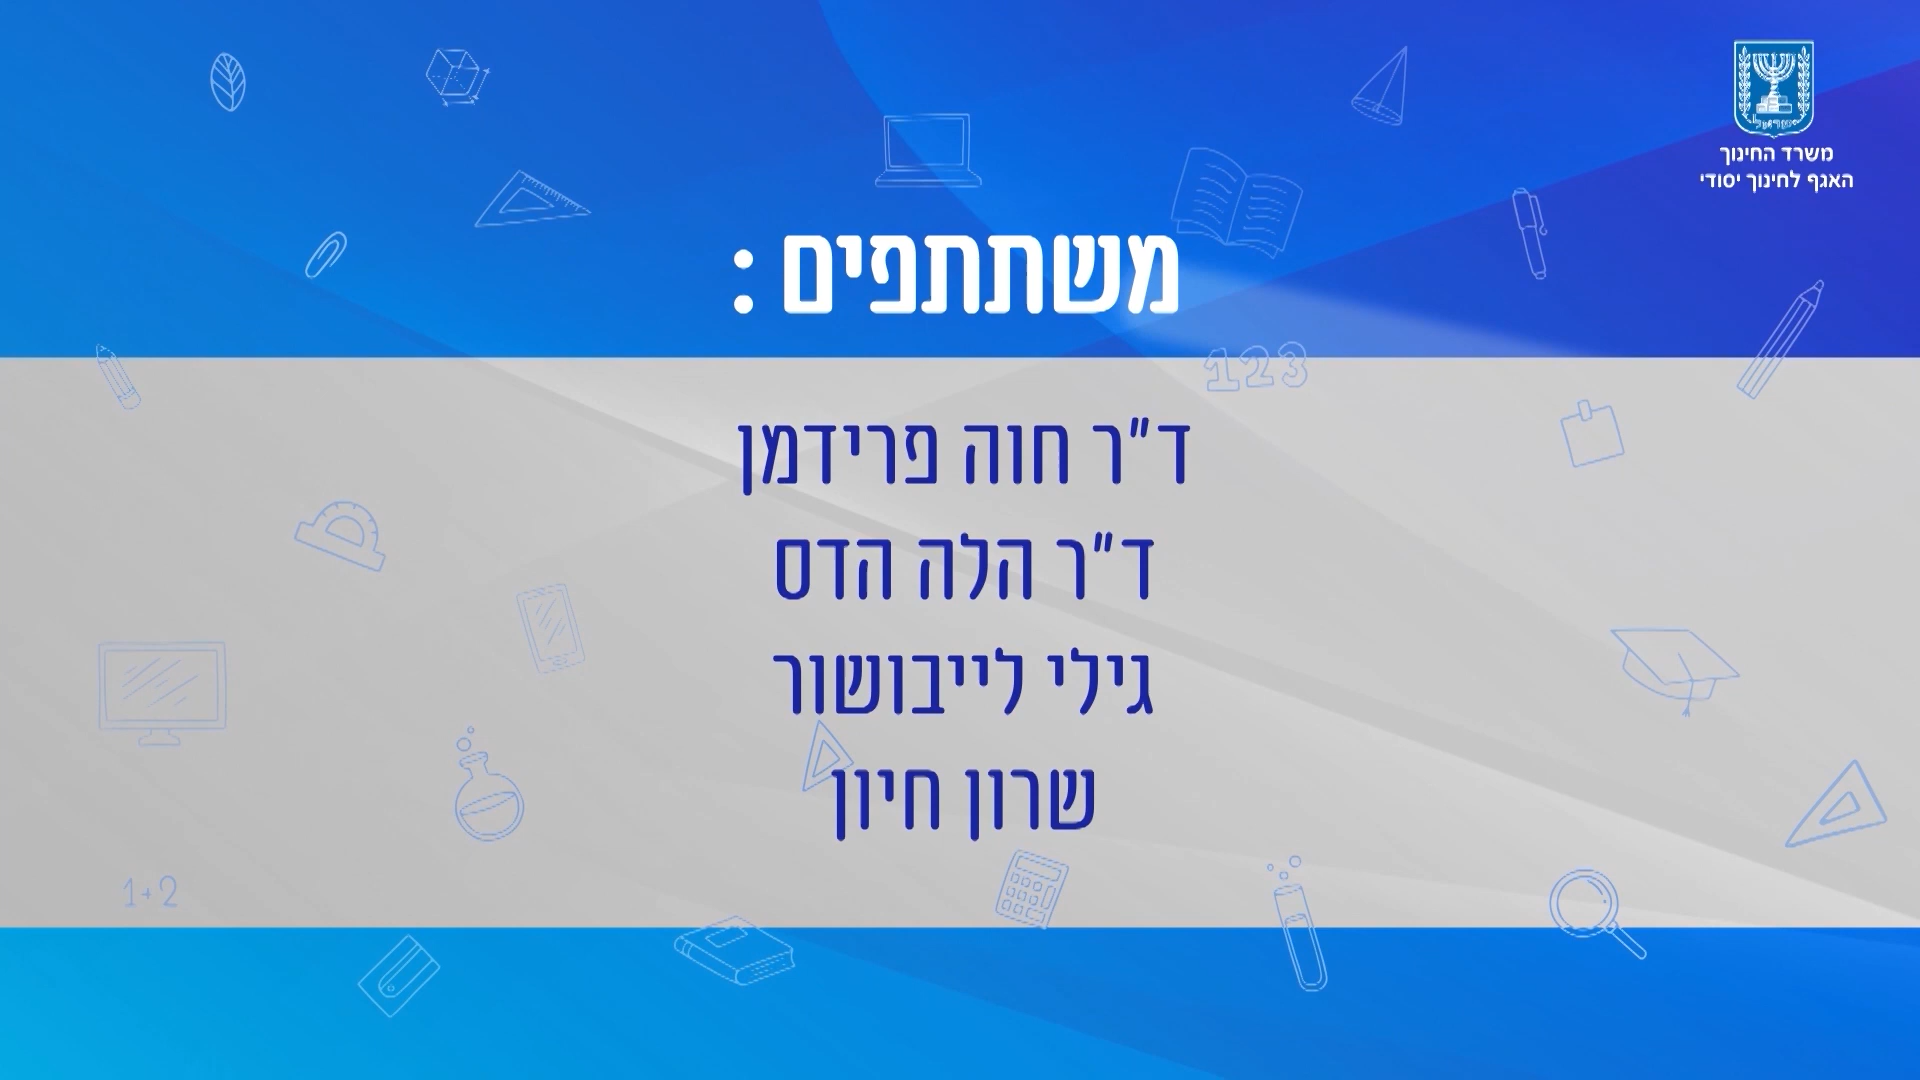 משרד החינוך
האגף לחינוך יסודי
משתתפים :
123
ד"ר חוה פרידמן
ד"ר הלה הדס
גילי לייבושור
שרון חיון
1+2